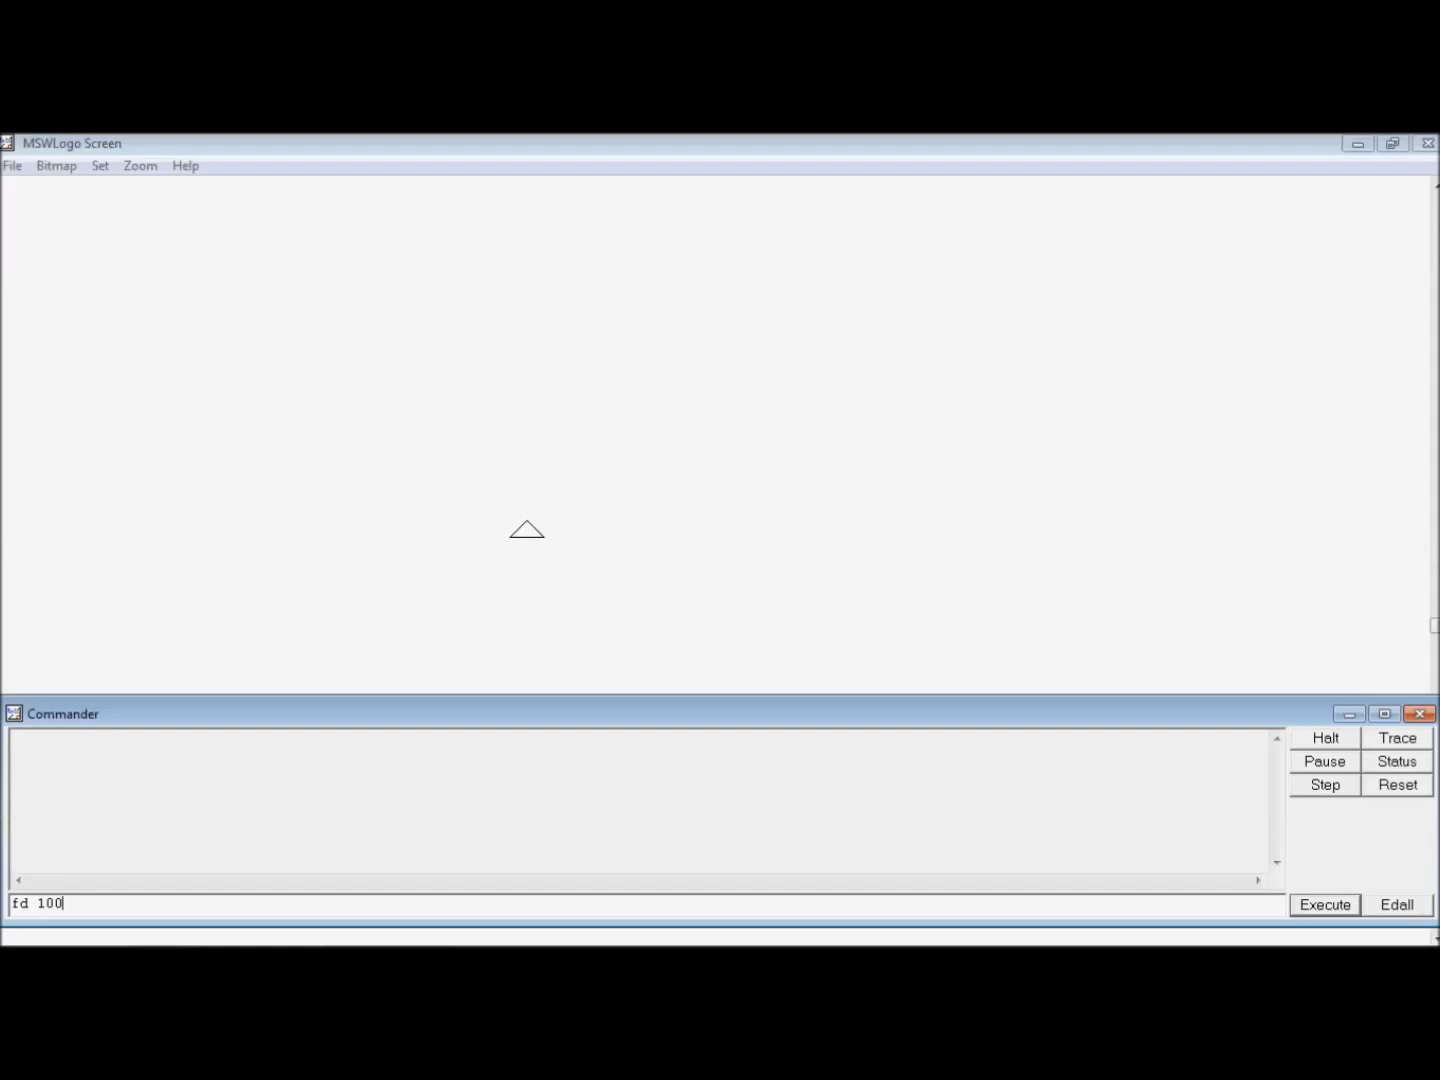 MSWLogo Screen
File Bitmap Set Zoom Help
Commander
Halt Trace
Pause Status
Step Reset
fd 100
Execute Edall